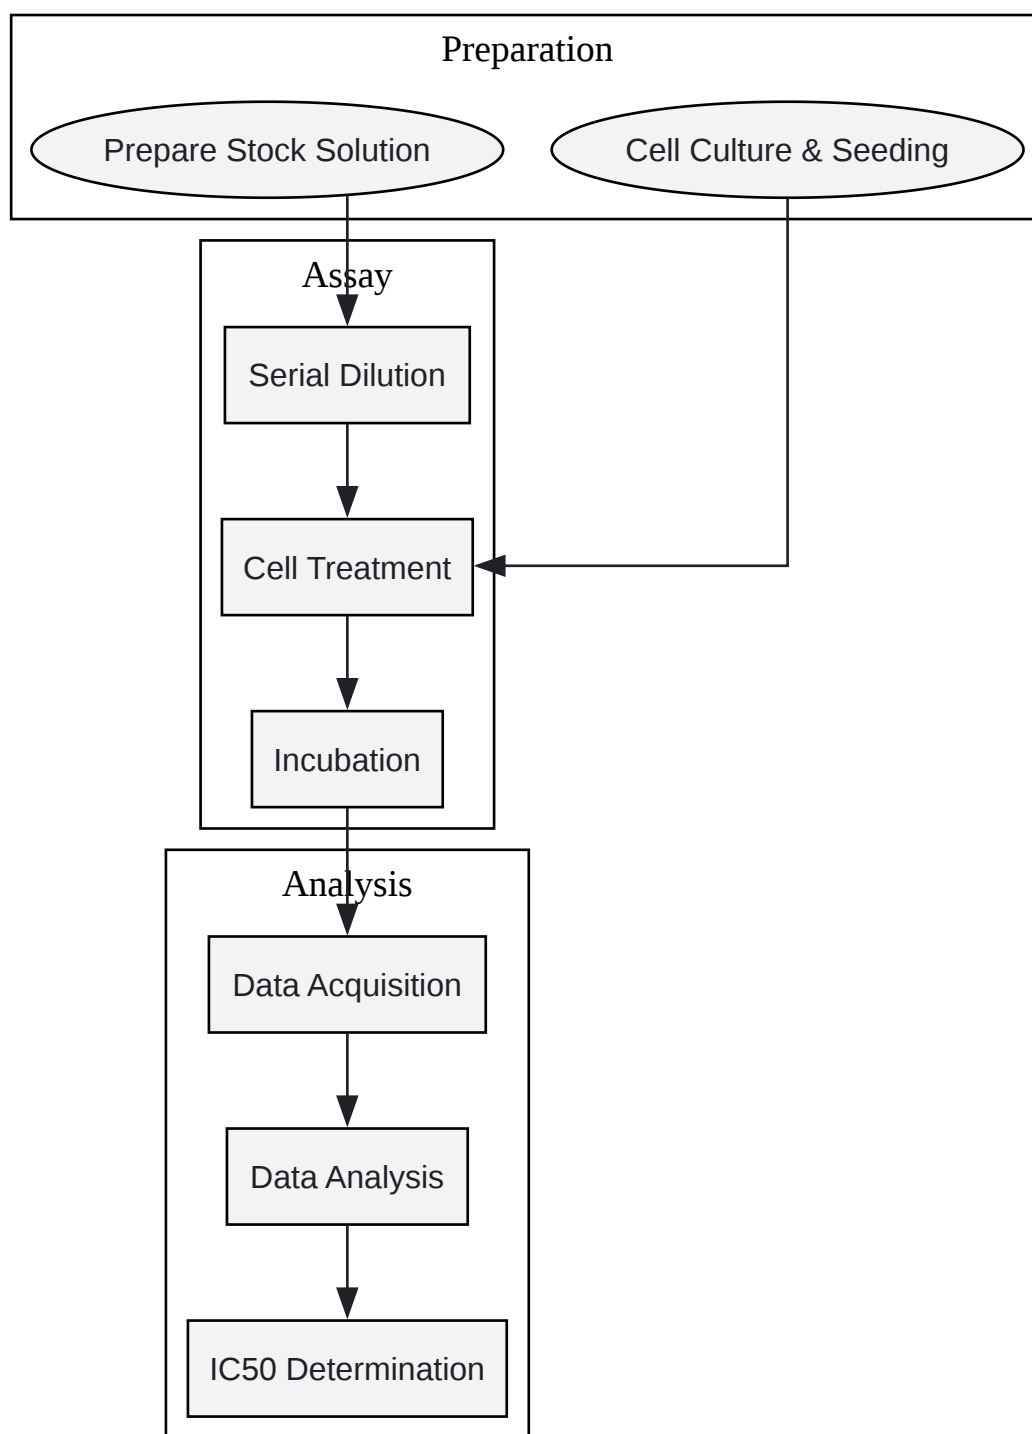 Preparation
Prepare Stock Solution
Cell Culture & Seeding
Assay
Serial Dilution
Cell Treatment
Incubation
Analysis
Data Acquisition
Data Analysis
IC50 Determination